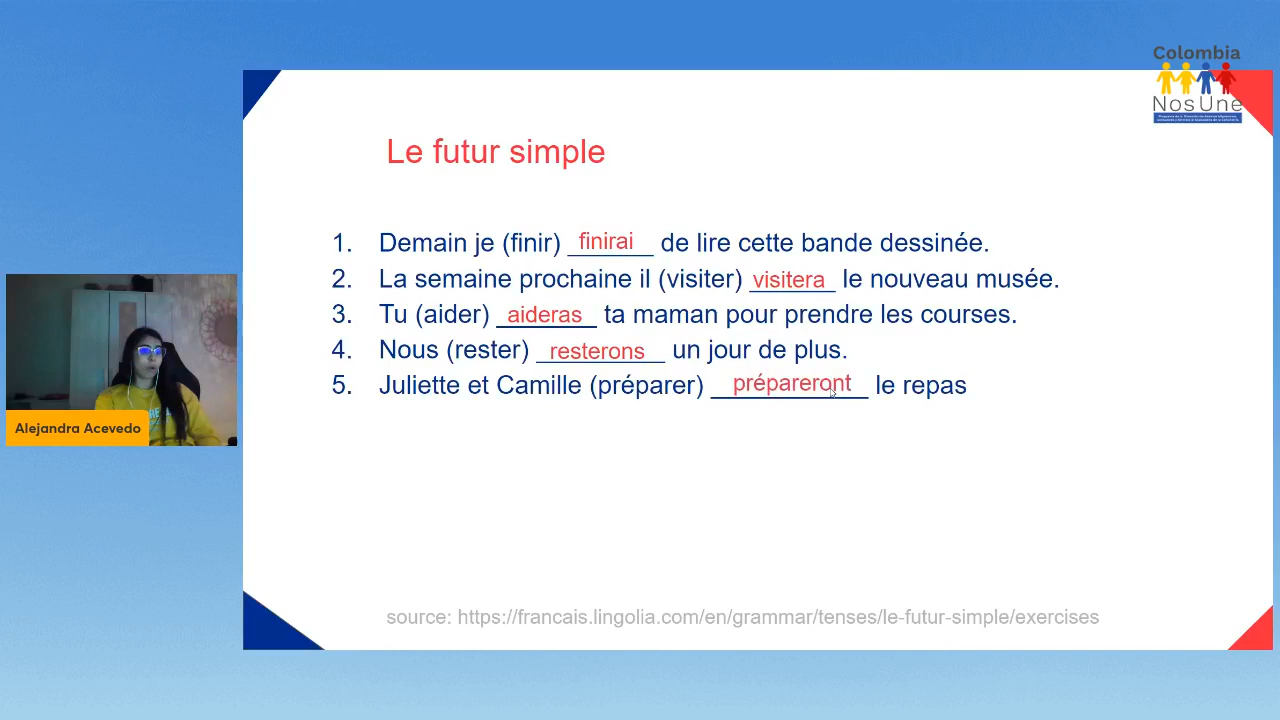 Colombia
NosUne
Le futur simple
1. Demain je (finir) finirai de lire cette bande dessinée.
2. La semaine prochaine il (visiter) visitera le nouveau musée.
3. Tu (aider) aideras ta maman pour prendre les courses.
4. Nous (rester) resterons un jour de plus.
5. Juliette et Camille (préparer) prépareront le repas
Alejandra Acevedo
source: https://francais.lingolia.com/en/grammar/tenses/le-futur-simple/exercises